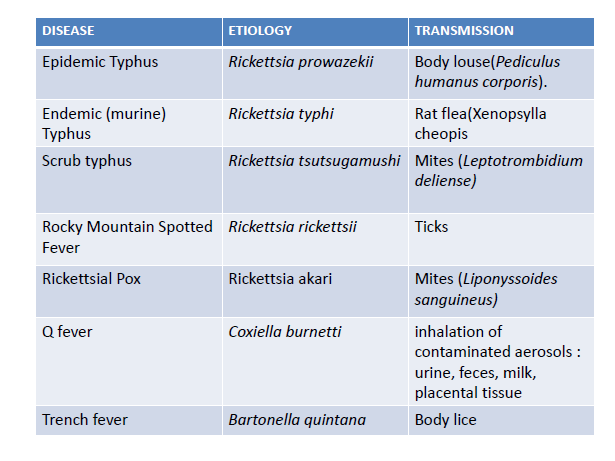 DISEASE ETIOLOGY TRANSMISSION
Epidemic Typhus Rickettsia prowazekii Body louse(Pediculus
humanus corporis).
Endemic (murine) Rickettsia typhi Rat flea(Xenopsylla
Typhus cheopis
Scrub typhus Rickettsia tsutsugamushi Mites (Leptotrombidium
deliense)
Rocky Mountain Spotted Rickettsia rickettsii Ticks
Fever
Rickettsial Pox Rickettsia akari Mites (Liponyssoides
sanguineus)
Q fever Coxiella burnetti inhalation of
contaminated aerosols :
urine, feces, milk,
placental tissue
Trench fever Bartonella quintana Body lice